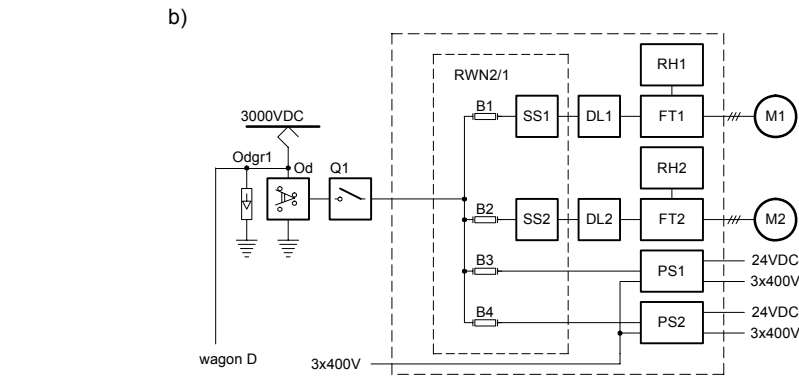 b)
RWN2/1
RH1
B1
SS1
DL1
FT1
M1
3000VDC
Odgr1
Od
Q1
RH2
B2
SS2
DL2
FT2
M2
B3
PS1
24VDC
3x400V
B4
PS2
24VDC
3x400V
wagon D
3x400V